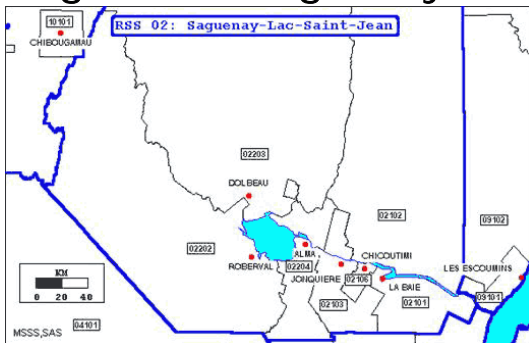 RSS 02: Saguenay-Lac-Saint-Jean
10101
CHIBOUGAMAU
02203
DOLBEAU
02102
09102
02202
ALMA
CHICOUTIMI
ROBERVAL
02204
LES ESCOUMINS
JONQUIERE
02106
LA BAIE
KM
0 20 40
02103
02101
09101
MSSS,SAS
04101